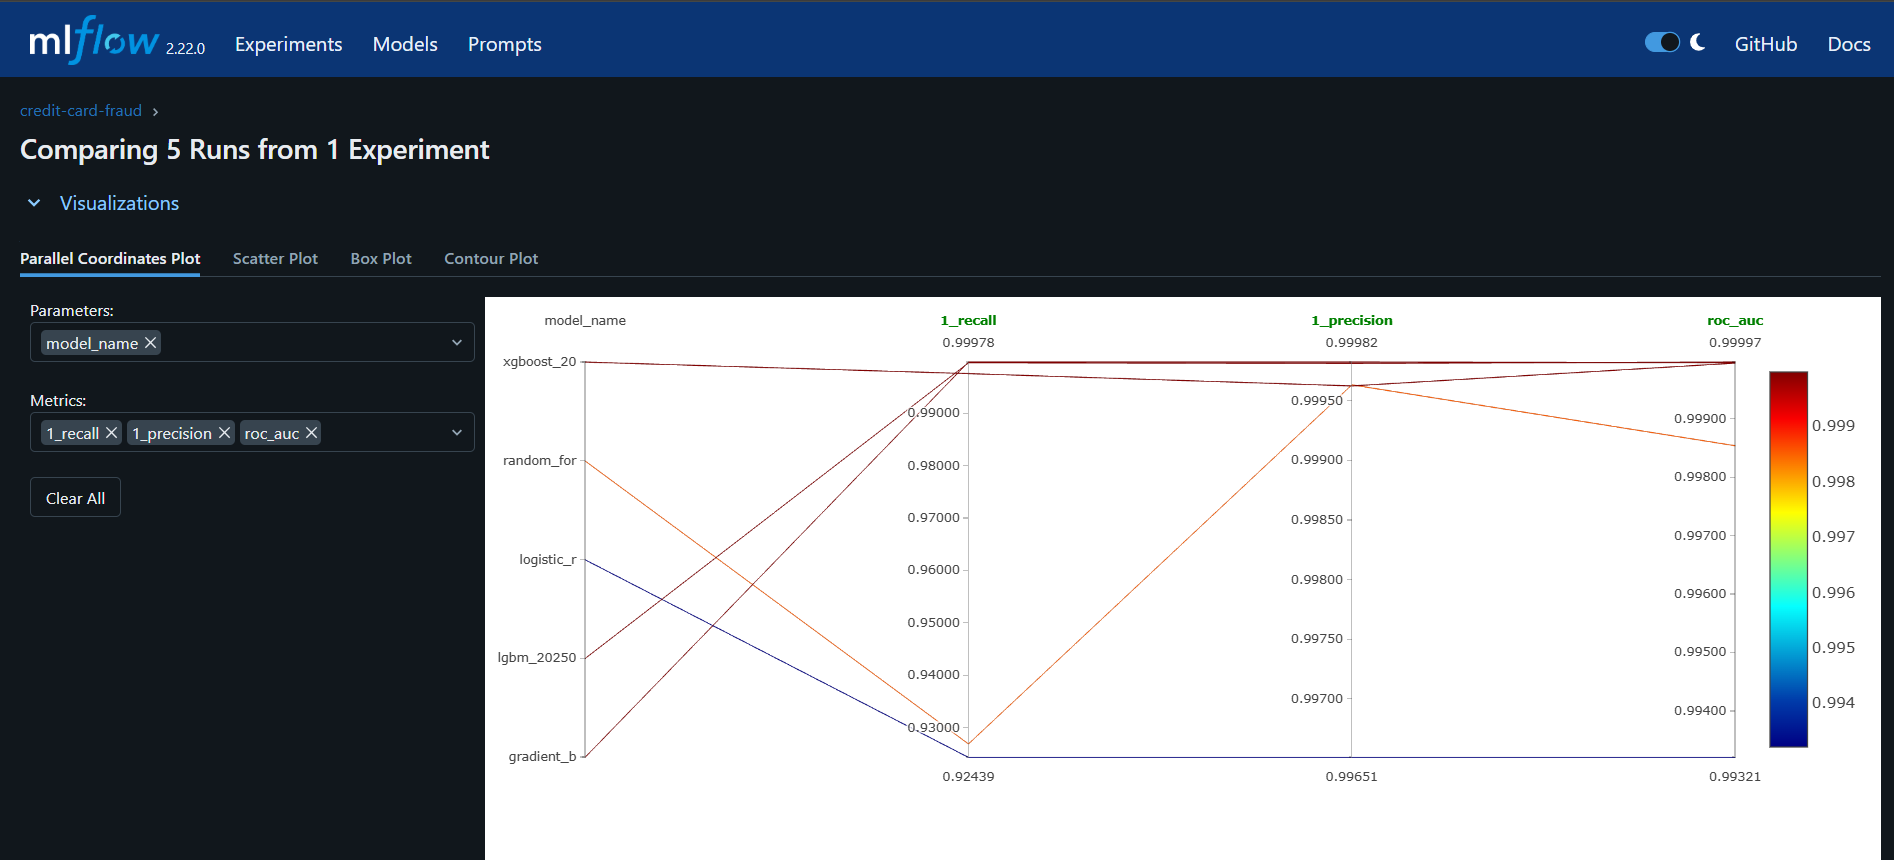 mlflow 2.22.0 Experiments Models Prompts GitHub Docs
credit-card-fraud ›
Comparing 5 Runs from 1 Experiment
Visualizations
Parallel Coordinates Plot Scatter Plot Box Plot Contour Plot
Parameters:
model_name
Metrics:
1_recall 1_precision roc_auc
Clear All
model_name 1_recall 1_precision roc_auc
0.99978 0.99982 0.99997
xgboost_20
random_for
logistic_r
lgbm_20250
gradient_b
0.99000
0.98000
0.97000
0.96000
0.95000
0.94000
0.93000
0.92439
0.99950
0.99900
0.99850
0.99800
0.99750
0.99700
0.99651
0.99900
0.99800
0.99700
0.99600
0.99500
0.99400
0.99321
0.999
0.998
0.997
0.996
0.995
0.994